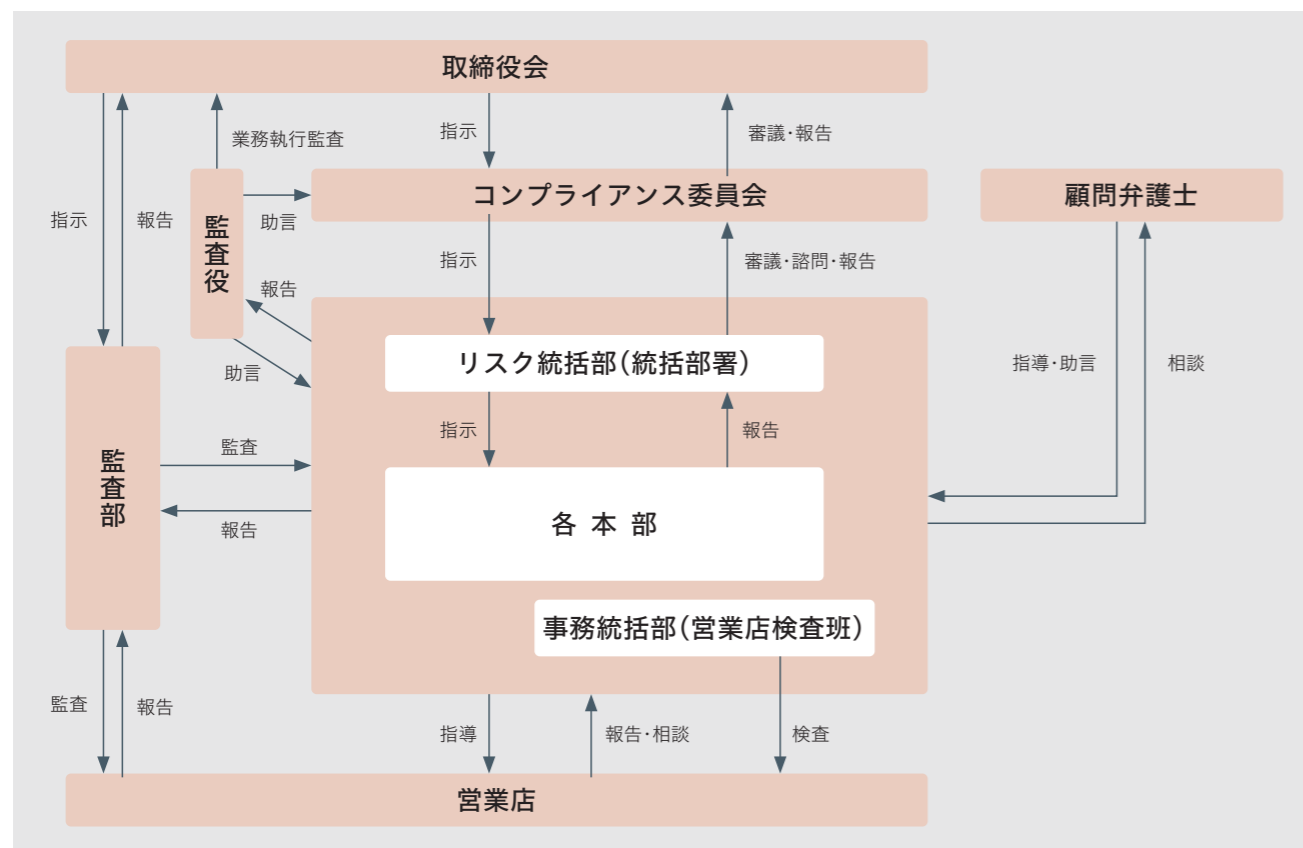 取締役会
業務執行監査
指示
審議・報告
コンプライアンス委員会
顧問弁護士
指示
報告
監査役
助言
指示
審議・諮問・報告
報告
リスク統括部(統括部署)
助言
指導・助言
相談
指示
報告
監査
監査部
各本部
報告
事務統括部(営業店検査班)
監査
報告
指導
報告・相談
検査
営業店